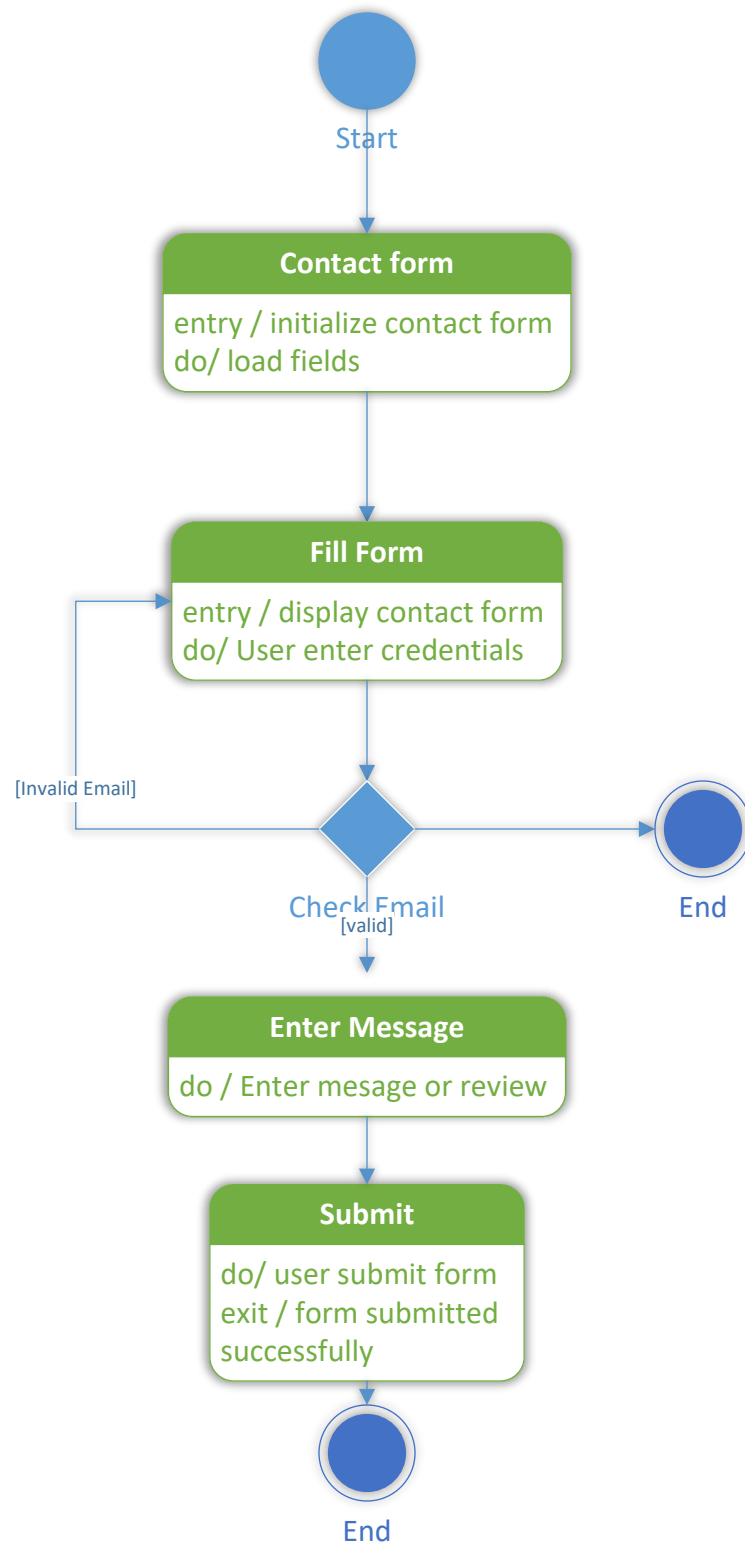 Start
Contact form
entry / initialize contact form
do/ load fields
Fill Form
entry / display contact form
do/ User enter credentials
[Invalid Email]
Check Email
End
[valid]
Enter Message
do / Enter mesage or review
Submit
do/ user submit form
exit / form submitted
successfully
End